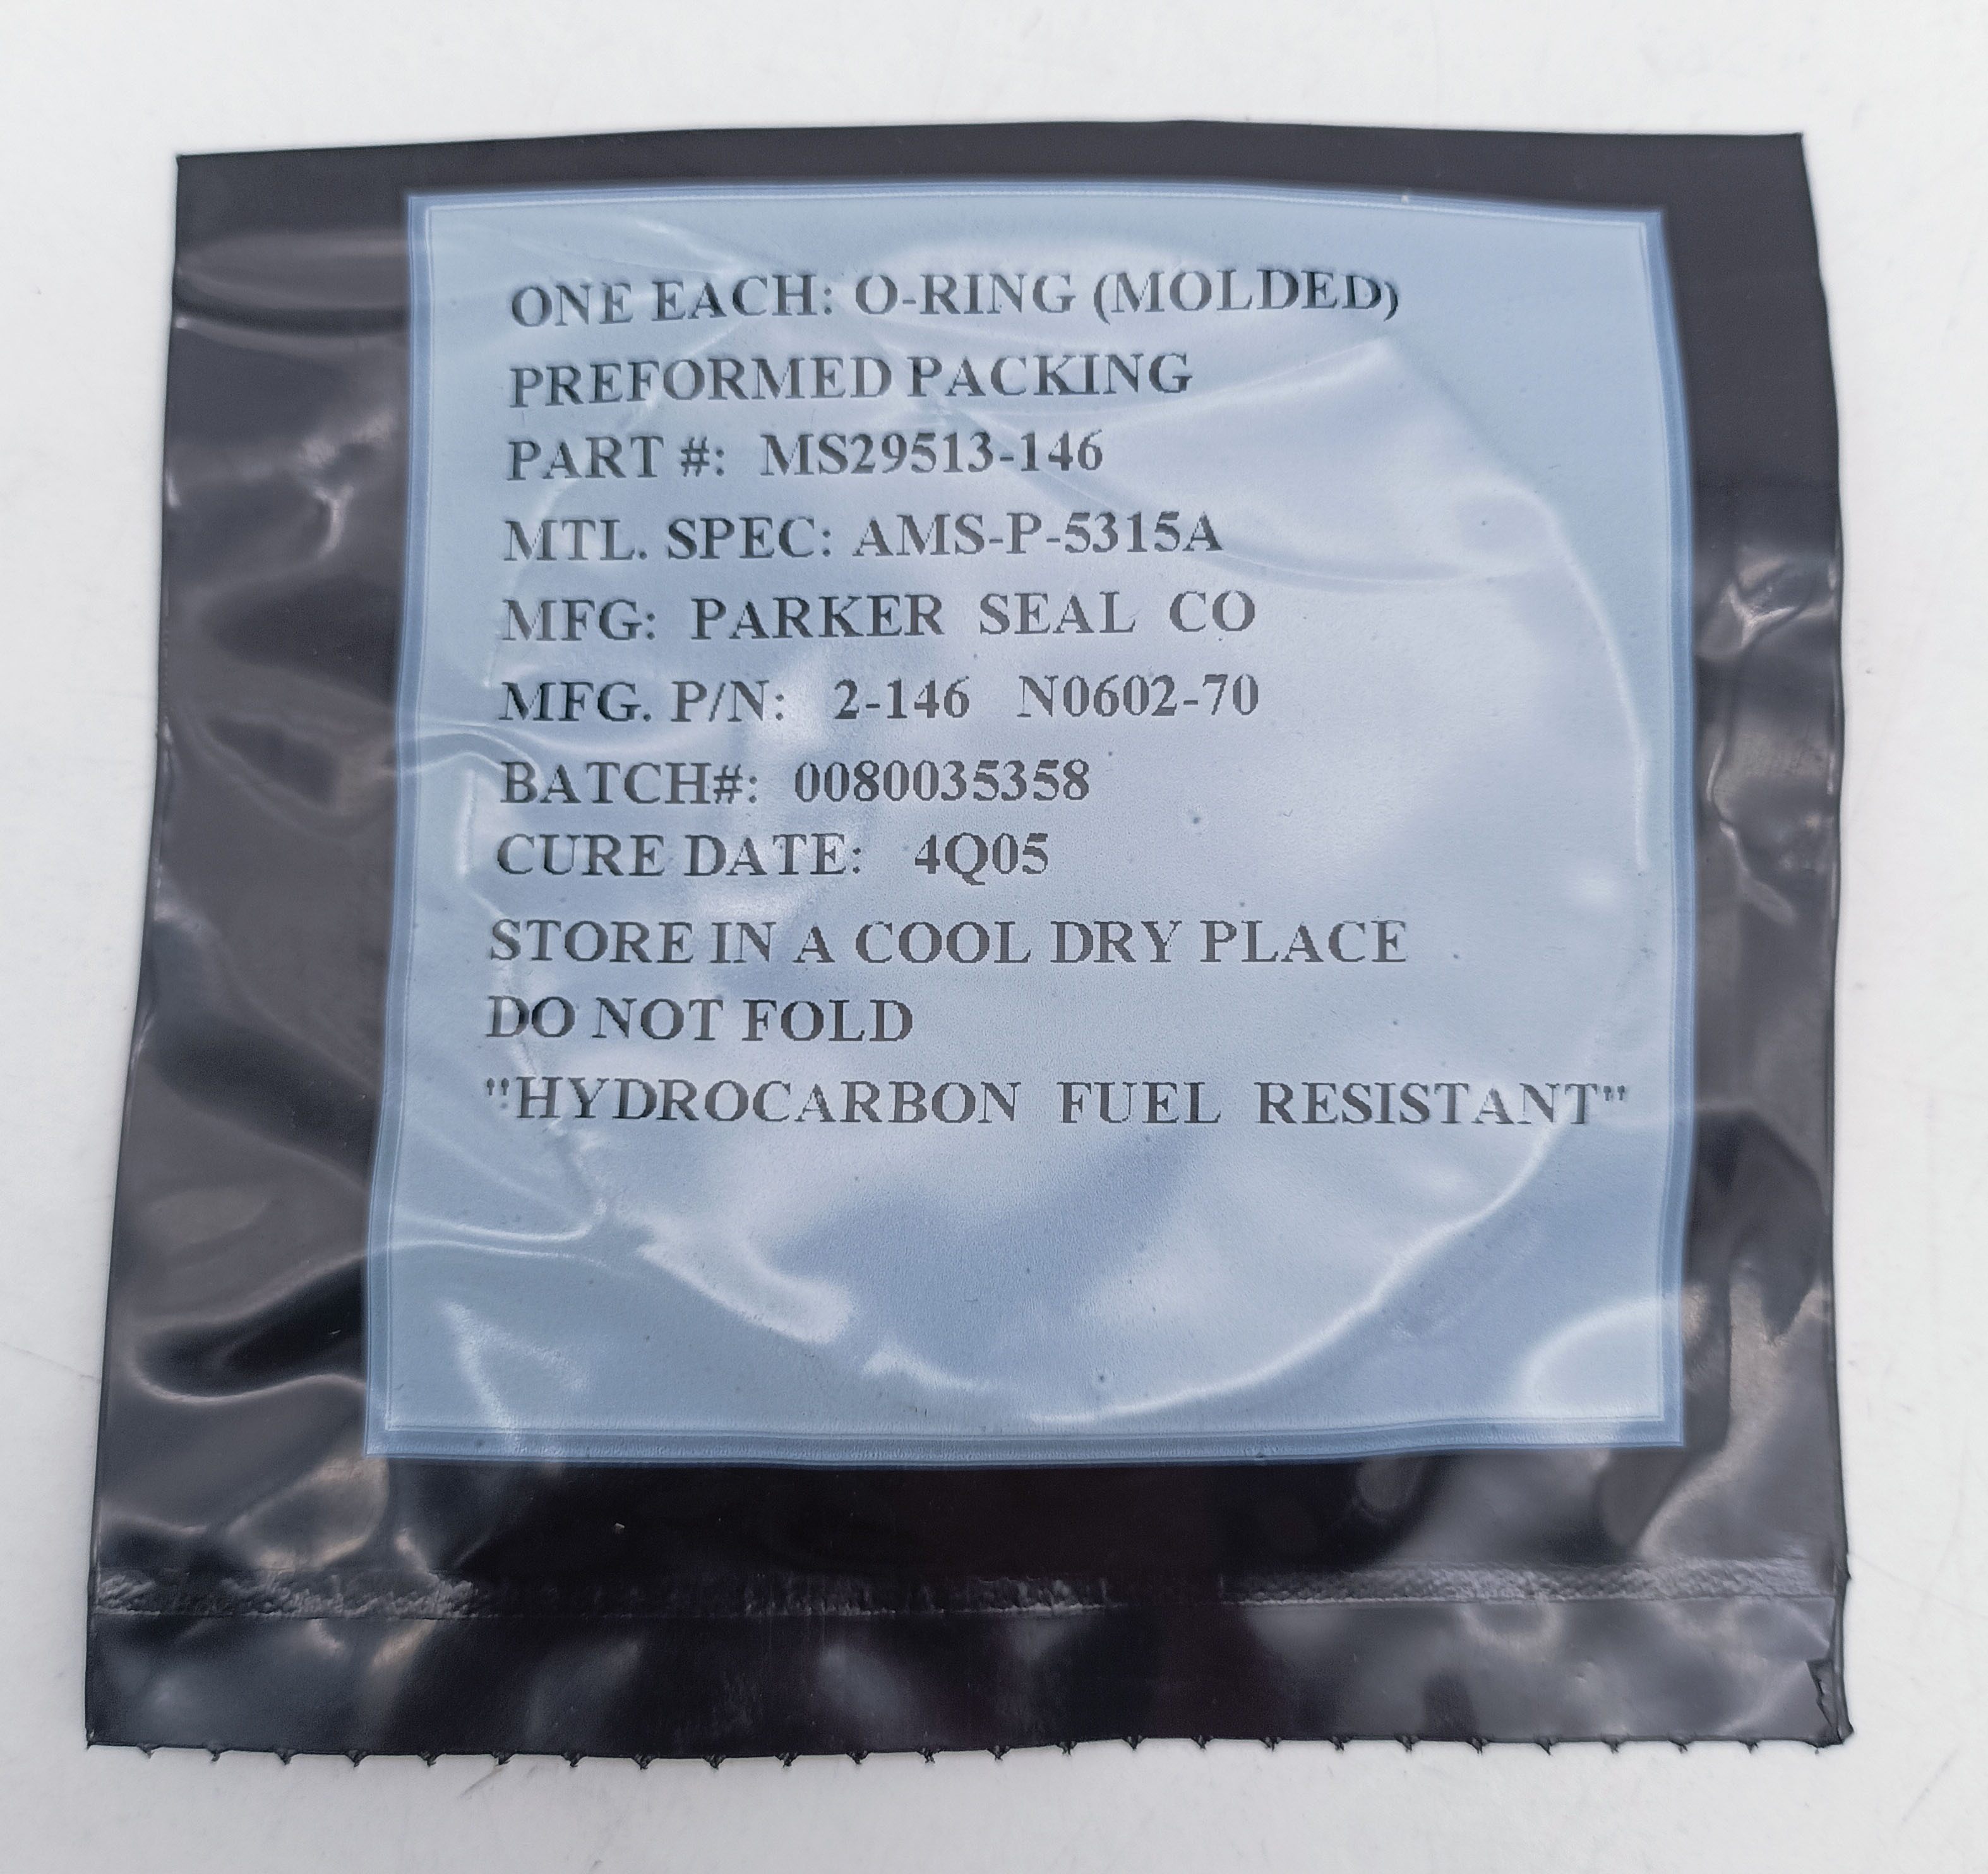 ONE EACH: O-RING (MOLDED)
PREFORMED PACKING
PART #: MS29513-146
MTL. SPEC: AMS-P-5315A
MFG: PARKER SEAL CO
MFG. P/N: 2-146 N0602-70
BATCH#: 0080035358
CURE DATE: 4Q05
STORE IN A COOL DRY PLACE
DO NOT FOLD
"HYDROCARBON FUEL RESISTANT"